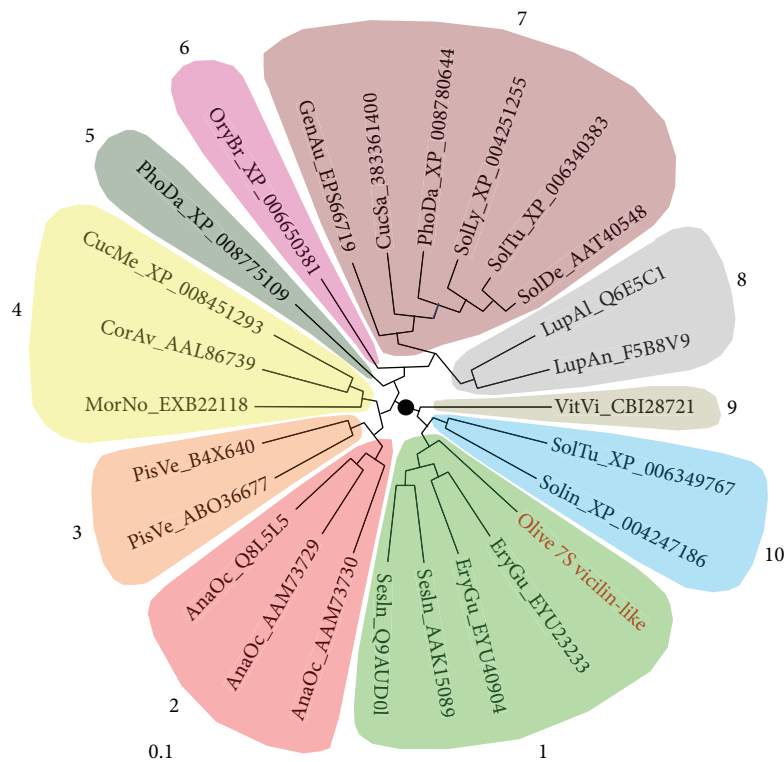 7
GenAu_EPS66719
CucSa_383361400
PhoDa_XP_008780644
SolLy_XP_004251255
SolTu_XP_006340383
SolDe_AAT40548
8
LupAl_Q6E5C1
LupAn_F5B8V9
9
VitVi_CBI28721
SolTu_XP_006349767
Solin_XP_004247186
10
Olive 7S vicilin-like
EryGu_EYU23233
EryGu_EYU40904
SesIn_AAK15089
SesIn_Q9AUD0l
1
AnaOc_AAM73730
AnaOc_AAM73729
AnaOc_Q8L5L5
2
0.1
PisVe_ABO36677
PisVe_B4X640
3
MorNo_EXB22118
CorAv_AAL86739
CucMe_XP_008451293
4
PhoDa_XP_008775109
5
OryBr_XP_006650381
6